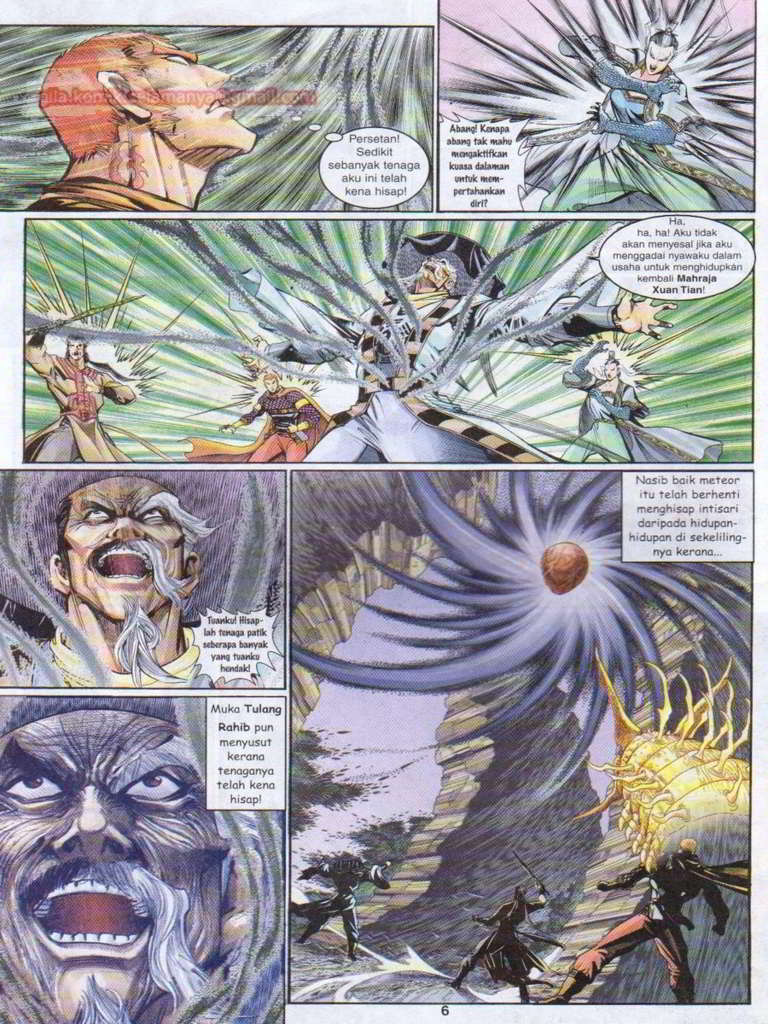 Persetan!
Sedikit
sebanyak tenaga
aku ini telah
kena hisap!
Abang! Kenapa
abang tak mahu
mengaktifkan
kuasa dalaman
untuk mem-
pertahankan
diri?
Ha,
ha, ha! Aku tidak
akan menyesal jika aku
menggadai nyawaku dalam
usaha untuk menghidupkan
kembali Mahraja
Xuan Tian!
Tuanku! Hisap-
lah tenaga patik
seberapa banyak
yang tuanku
hendak!
Muka Tulang
Rahib pun
menyusut
kerana
tenaganya
telah kena
hisap!
Nasib baik meteor
itu telah berhenti
menghisap intisari
daripada hidupan-
hidupan di sekeliling-
nya kerana...
6